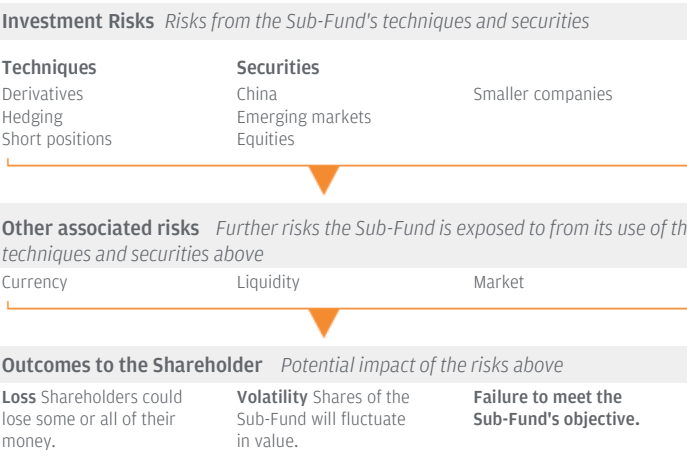 Investment Risks Risks from the Sub-Fund's techniques and securities
Techniques
Derivatives
Hedging
Short positions
Securities
China
Emerging markets
Equities
Smaller companies
Other associated risks Further risks the Sub-Fund is exposed to from its use of th
techniques and securities above
Currency
Liquidity
Market
Outcomes to the Shareholder Potential impact of the risks above
Loss Shareholders could
lose some or all of their
money.
Volatility Shares of the
Sub-Fund will fluctuate
in value.
Failure to meet the
Sub-Fund's objective.